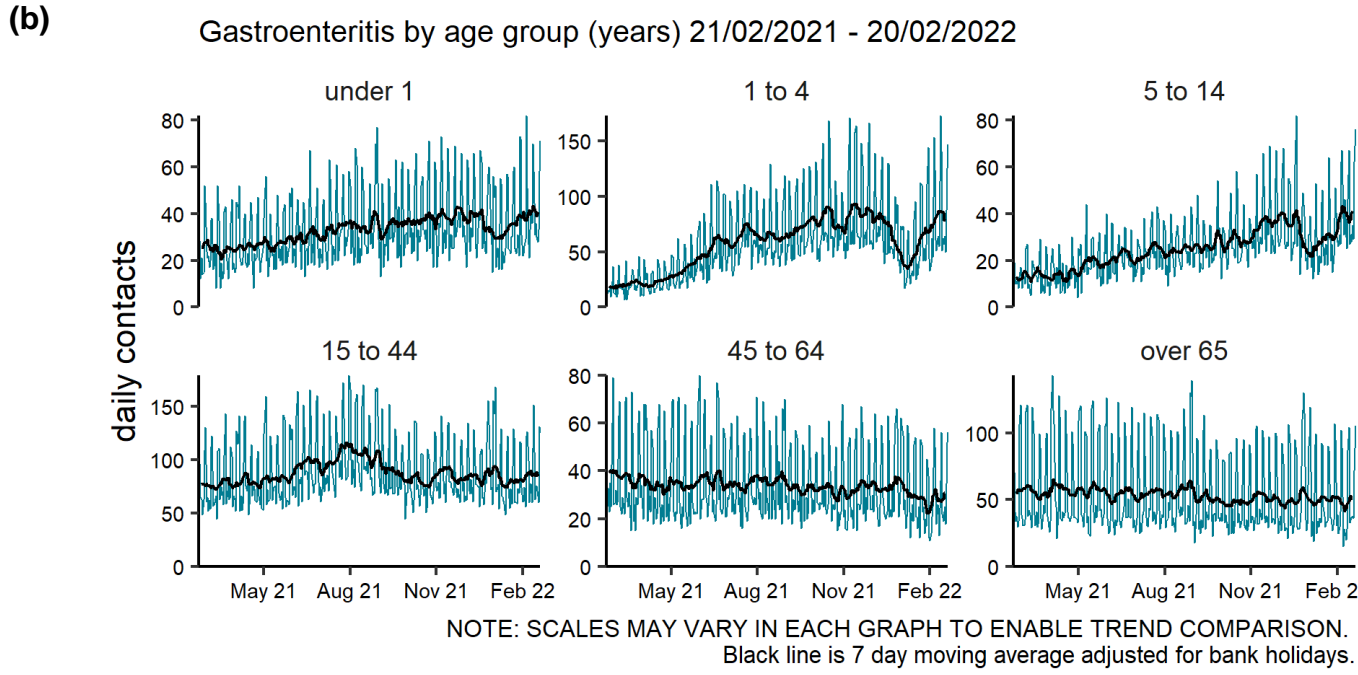 (b)
Gastroenteritis by age group (years) 21/02/2021 - 20/02/2022
daily contacts
under 1
80
60
40
20
0
1 to 4
150
100
50
0
5 to 14
80
60
40
20
0
15 to 44
150
100
50
0
May 21 Aug 21 Nov 21 Feb 22
45 to 64
80
60
40
20
0
May 21 Aug 21 Nov 21 Feb 22
over 65
100
50
0
May 21 Aug 21 Nov 21 Feb 2
NOTE: SCALES MAY VARY IN EACH GRAPH TO ENABLE TREND COMPARISON.
Black line is 7 day moving average adjusted for bank holidays.